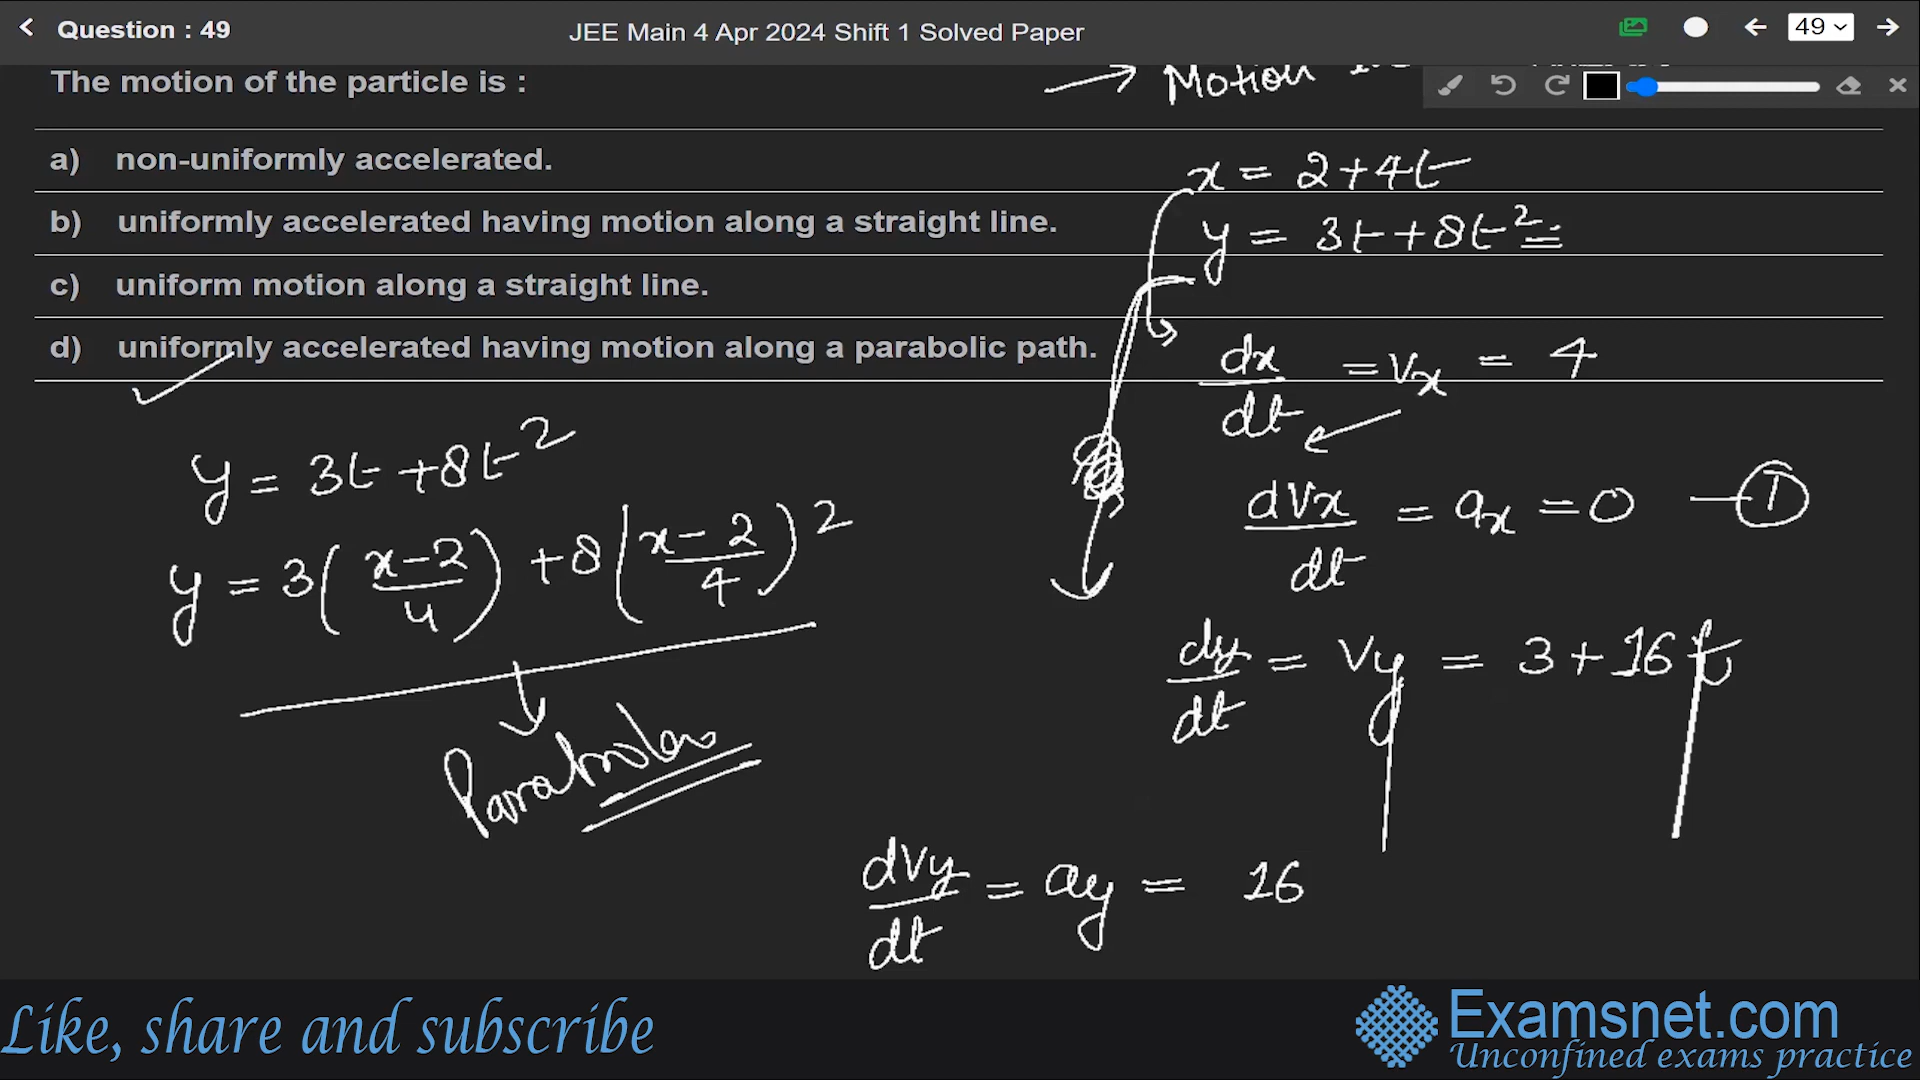 Question : 49
JEE Main 4 Apr 2024 Shift 1 Solved Paper
49
The motion of the particle is :
→ Motion
a) non-uniformly accelerated.
b) uniformly accelerated having motion along a straight line.
c) uniform motion along a straight line.
d) uniformly accelerated having motion along a parabolic path.
x = 2+4t
y = 3t+8t²
dx/dt = Vx = 4
dVx/dt = ax = 0 — ①
dy/dt = Vy = 3+16t
dVy/dt = ay = 16
y = 3t+8t²
y = 3(x-2/4) +8(x-2/4)²
Like, share and subscribe
Examsnet.com
Unconfined exams practice